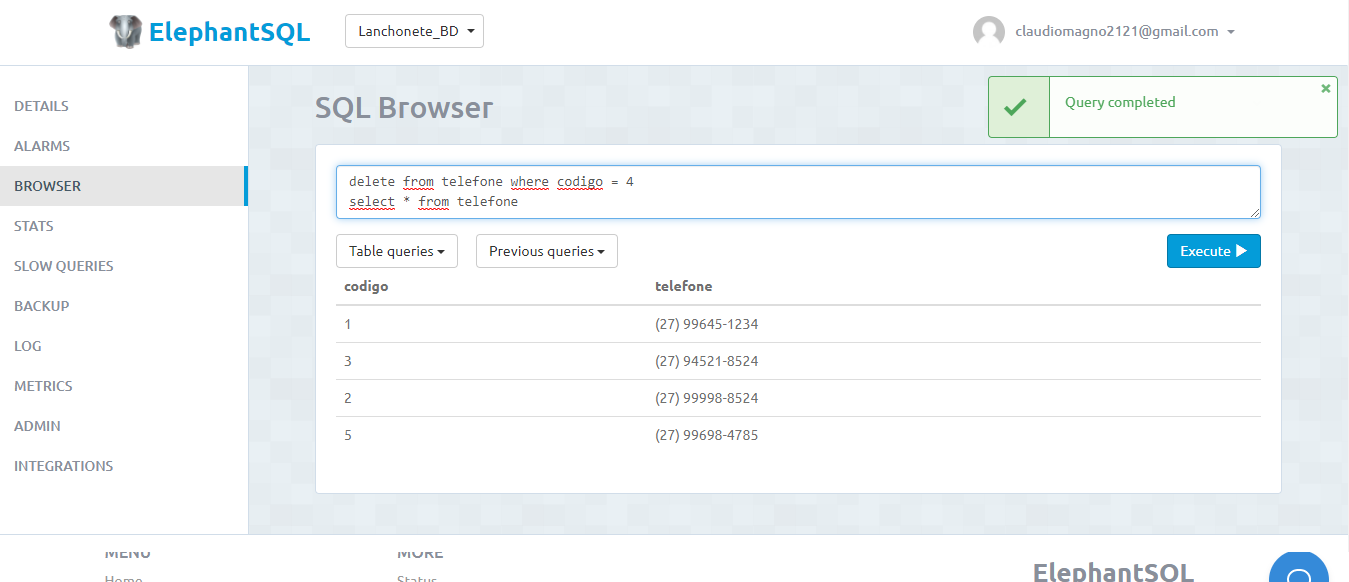 ElephantSQL
Lanchonete_BD
claudiomagno2121@gmail.com
DETAILS
ALARMS
BROWSER
STATS
SLOW QUERIES
BACKUP
LOG
METRICS
ADMIN
INTEGRATIONS
SQL Browser
Query completed
delete from telefone where codigo = 4
select * from telefone
Table queries
Previous queries
Execute
codigo telefone
1 (27) 99645-1234
3 (27) 94521-8524
2 (27) 99998-8524
5 (27) 99698-4785
MENU
MORE
Home
Status
ElephantSQL